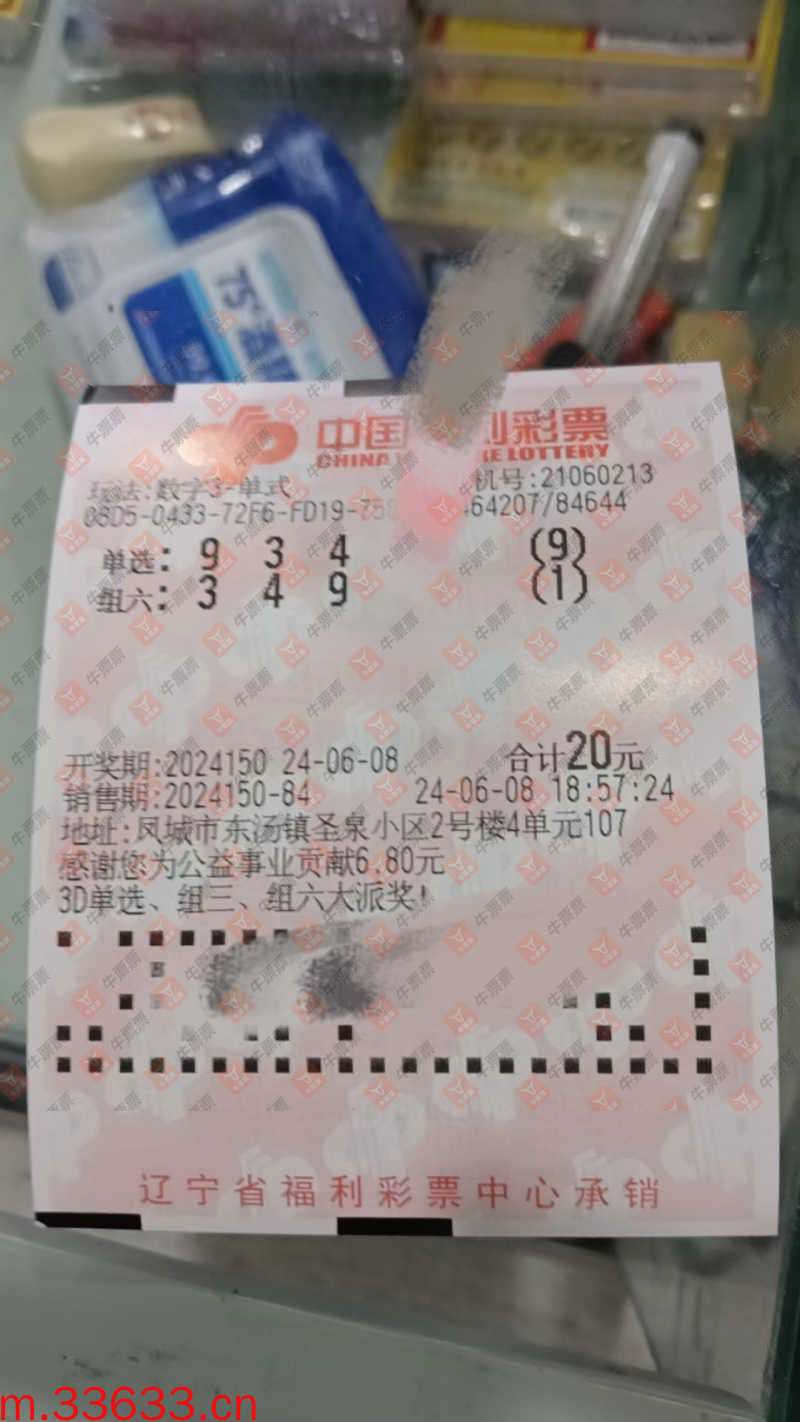 75°
中国 利彩票
CHINA KE LOTTERY
玩法:数字3-单式 机号:21060213
08D5-0433-72F6-FD19-75 64207/84644
单选: 9 3 4 (9)
组六: 3 4 9 (1)
开奖期:2024150 24-06-08 合计20元
销售期:2024150-84 24-06-08 18:57:24
地址:凤城市东汤镇圣泉小区2号楼4单元107
感谢您为公益事业贡献6.80元
3D单选、组三、组六大派奖!
辽宁省福利彩票中心承销
牛票票
m.33633.cn